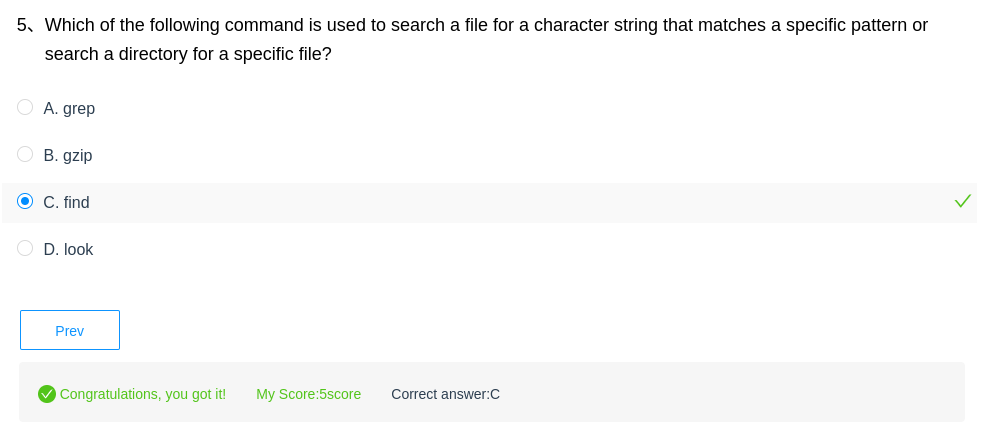 5、Which of the following command is used to search a file for a character string that matches a specific pattern or
search a directory for a specific file?
A. grep
B. gzip
C. find
D. look
Prev
Congratulations, you got it! My Score:5score Correct answer:C